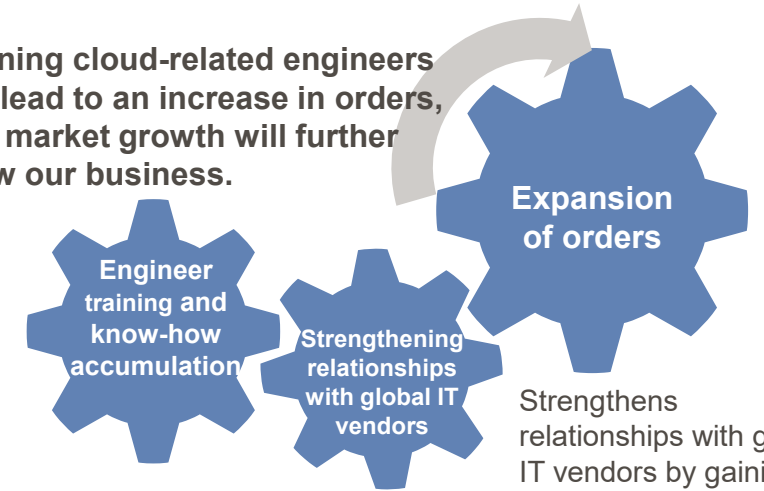 ning cloud-related engineers
lead to an increase in orders,
market growth will further
w our business.
Expansion
of orders
Engineer
training and
know-how
accumulation
Strengthening
relationships
with global IT
vendors
Strengthens
relationships with g
IT vendors by gaini